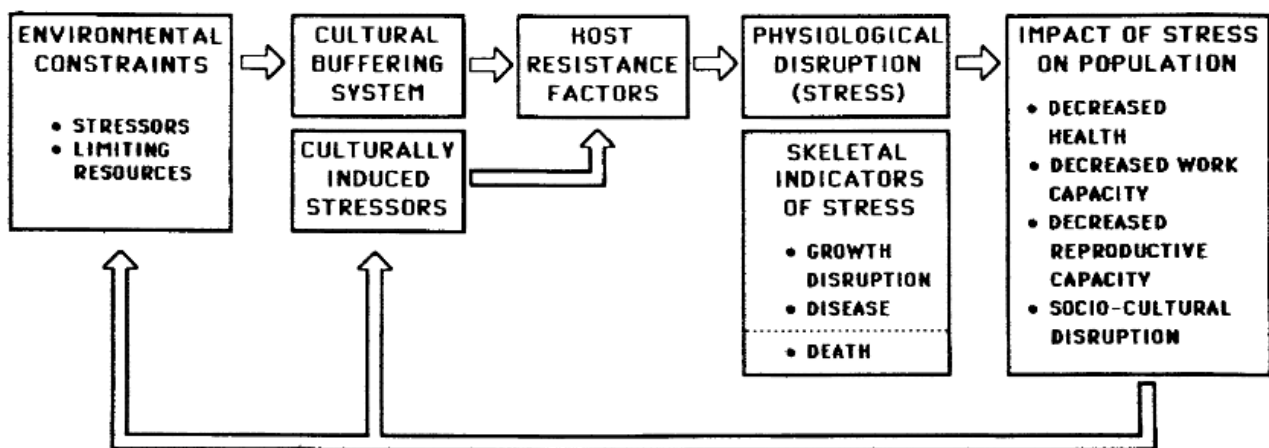 ENVIRONMENTAL
CONSTRAINTS
• STRESSORS
• LIMITING
RESOURCES
CULTURAL
BUFFERING
SYSTEM
CULTURALLY
INDUCED
STRESSORS
HOST
RESISTANCE
FACTORS
PHYSIOLOGICAL
DISRUPTION
(STRESS)
SKELETAL
INDICATORS
OF STRESS
• GROWTH
DISRUPTION
• DISEASE
• DEATH
IMPACT OF STRESS
ON POPULATION
• DECREASED
HEALTH
• DECREASED WORK
CAPACITY
• DECREASED
REPRODUCTIVE
CAPACITY
• SOCIO-CULTURAL
DISRUPTION